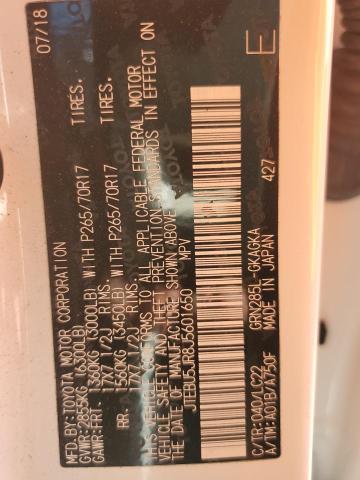 MFD.BY:TOYOTA MOTOR CORPORATION 07/18
GVWR:2855KG (6300LB)
GAWR:FRT- 1360KG (3000LB) WITH P265/70R17 TIRES.
17X7 1/2J RIMS.
RR- 1560KG (3450LB) WITH P265/70R17 TIRES.
17X7 1/2J RIMS.
THIS VEHICLE CONFORMS TO ALL APPLICABLE FEDERAL MOTOR
VEHICLE SAFETY AND THEFT PREVENTION STANDARDS IN EFFECT ON
THE DATE OF MANUFACTURE SHOWN ABOVE.
JTEBU5JR8J5601650 MPV
C/TR:040/LC22 GRN285L-GKAGKA
A/TM:A01B/A750F MADE IN JAPAN 427 E